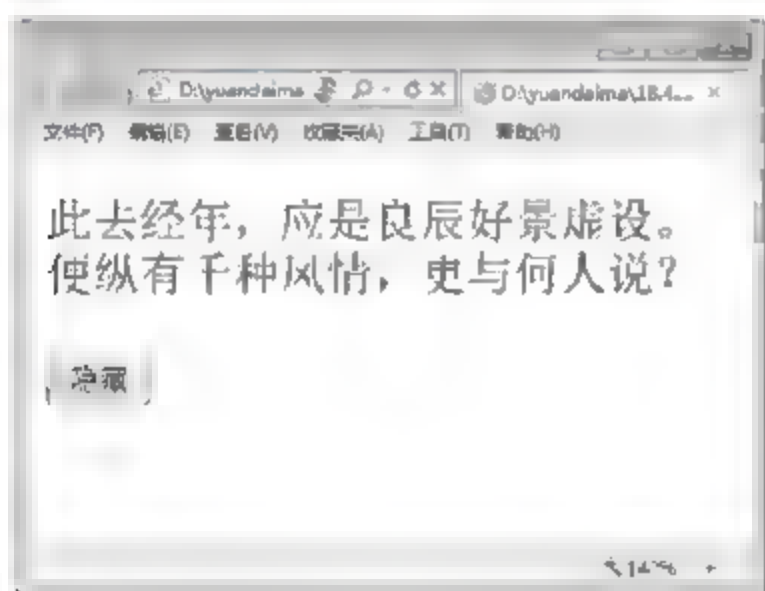 D:\yuandaima D:\yuandaima\18.4... ×
文件(F) 编辑(E) 查看(V) 收藏夹(A) 工具(T) 帮助(H)
此去经年，应是良辰好景虚设。
便纵有千种风情，更与何人说？
隐藏